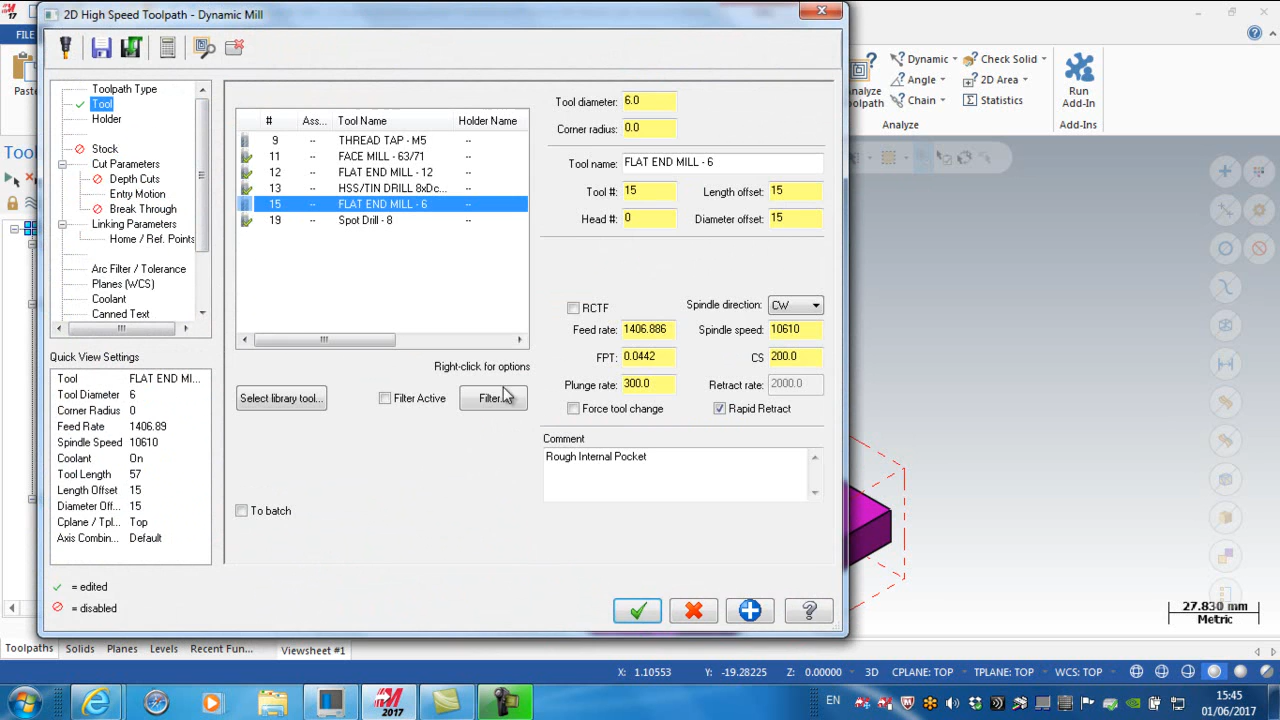 2D High Speed Toolpath - Dynamic Mill
17
FILE
Paste
Dynamic
Check Solid
Angle
2D Area
Chain
Statistics
Run
Add-In
Analyze
Add-Ins
Toolpath Type
Tool
Holder
Stock
Cut Parameters
Depth Cuts
Entry Motion
Break Through
Linking Parameters
Home / Ref. Points
Arc Filter / Tolerance
Planes (WCS)
Coolant
Canned Text
# Ass... Tool Name Holder Name
9 -- THREAD TAP - M5 --
11 -- FACE MILL - 63/71 --
12 -- FLAT END MILL - 12 --
13 -- HSS/TIN DRILL 8xDc... --
15 -- FLAT END MILL - 6 --
19 -- Spot Drill - 8 --
Right-click for options
Select library tool...
Filter Active
Filter...
To batch
Tool diameter: 6.0
Corner radius: 0.0
Tool name: FLAT END MILL - 6
Tool #: 15 Length offset: 15
Head #: 0 Diameter offset: 15
RCTF Spindle direction: CW
Feed rate: 1406.886 Spindle speed: 10610
FPT: 0.0442 CS 200.0
Plunge rate: 300.0 Retract rate: 2000.0
Force tool change Rapid Retract
Comment
Rough Internal Pocket
Quick View Settings
Tool FLAT END MI...
Tool Diameter 6
Corner Radius 0
Feed Rate 1406.89
Spindle Speed 10610
Coolant On
Tool Length 57
Length Offset 15
Diameter Off... 15
Cplane / Tpl... Top
Axis Combin... Default
= edited
= disabled
27.830 mm
Metric
Toolpaths Solids Planes Levels Recent Fun... Viewsheet #1
X: 1.10553 Y: -19.28225 Z: 0.00000 3D CPLANE: TOP TPLANE: TOP WCS: TOP
2017
EN
15:45
01/06/2017